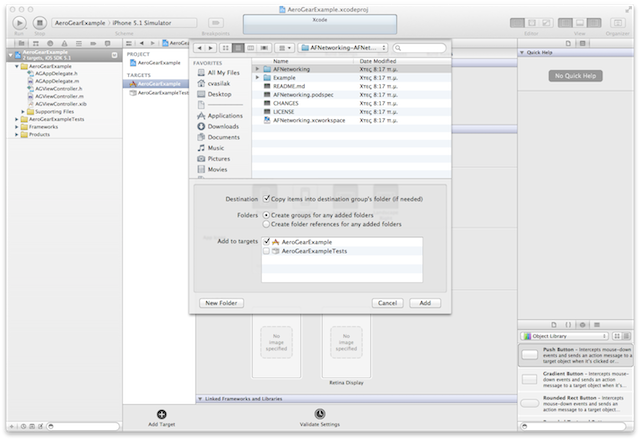 AeroGearExample.xcodeproj
Xcode
AeroGearExample
iPhone 5.1 Simulator
Run
Stop
Scheme
Breakpoints
Editor
View
Organizer
AeroGearExample
2 targets, iOS SDK 5.1
AeroGearExample
AGAppDelegate.h
AGAppDelegate.m
AGViewController.h
AGViewController.m
AGViewController.xib
Supporting Files
AeroGearExampleTests
Frameworks
Products
PROJECT
AeroGearExample
TARGETS
AeroGearExample
AeroGearExampleTests
AFNetworking-AFNet...
FAVORITES
All My Files
cvasilak
Desktop
Applications
Downloads
Documents
Music
Pictures
Movies
Name
Date Modified
AFNetworking
Χτες 8:17 π.μ.
Example
Χτες 8:17 π.μ.
README.md
Χτες 8:17 π.μ.
AFNetworking.podspec
Χτες 8:17 π.μ.
CHANGES
Χτες 8:17 π.μ.
LICENSE
Χτες 8:17 π.μ.
AFNetworking.xcworkspace
Χτες 8:17 π.μ.
Destination
Copy items into destination group's folder (if needed)
Folders
Create groups for any added folders
Create folder references for any added folders
Add to targets
AeroGearExample
AeroGearExampleTests
New Folder
Cancel
Add
No
image
specified
No
image
specified
Retina Display
Linked Frameworks and Libraries
Add Target
Validate Settings
Quick Help
No Quick Help
Object Library
Push Button - Intercepts mouse-down
events and sends an action message to a
target object when it's clicked or...
Gradient Button - Intercepts mouse-
down events and sends an action
message to a target object when it's...
Rounded Rect Button - Intercepts
mouse-down events and sends an